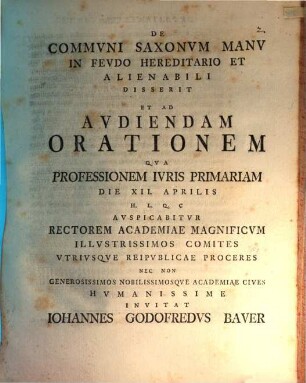 DE
COMMVNI SAXONVM MANV
IN FEVDO HEREDITARIO ET
ALIENABILI
DISSERIT
ET AD
AVDIENDAM
ORATIONEM
QVA
PROFESSIONEM IVRIS PRIMARIAM
DIE XII. APRILIS
H. L. Q. C
AVSPICABITVR
RECTOREM ACADEMIAE MAGNIFICVM
ILLVSTRISSIMOS COMITES
VTRIVSQVE REIPVBLICAE PROCERES
NEC NON
GENEROSISSIMOS NOBILISSIMOSQVE ACADEMIAE CIVES
HVMANISSIME
INVITAT
IOHANNES GODOFREDVS BAVER